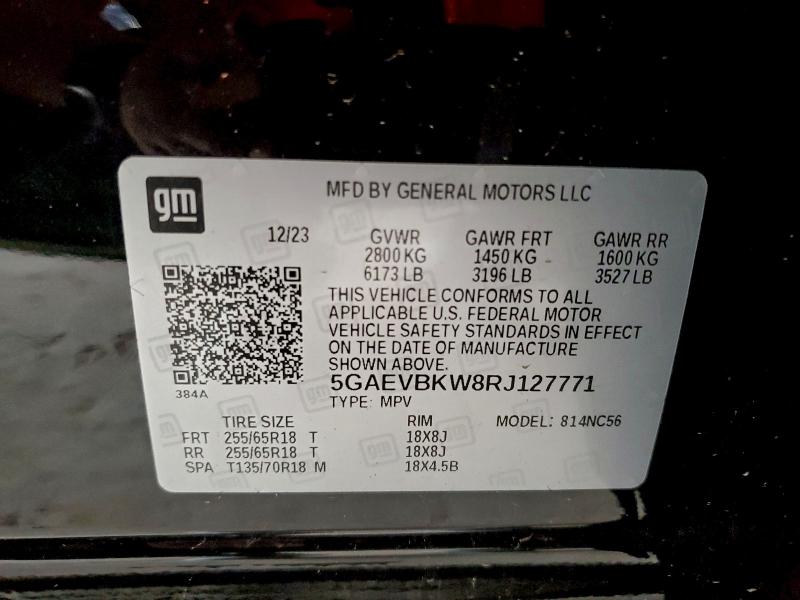 gm
MFD BY GENERAL MOTORS LLC
12/23 GVWR GAWR FRT GAWR RR
2800 KG 1450 KG 1600 KG
6173 LB 3196 LB 3527 LB
THIS VEHICLE CONFORMS TO ALL
APPLICABLE U.S. FEDERAL MOTOR
VEHICLE SAFETY STANDARDS IN EFFECT
ON THE DATE OF MANUFACTURE
SHOWN ABOVE.
384A
5GAEVBKW8RJ127771
TYPE: MPV
TIRE SIZE RIM MODEL: 814NC56
FRT 255/65R18 T 18X8J
RR 255/65R18 T 18X8J
SPA T135/70R18 M 18X4.5B